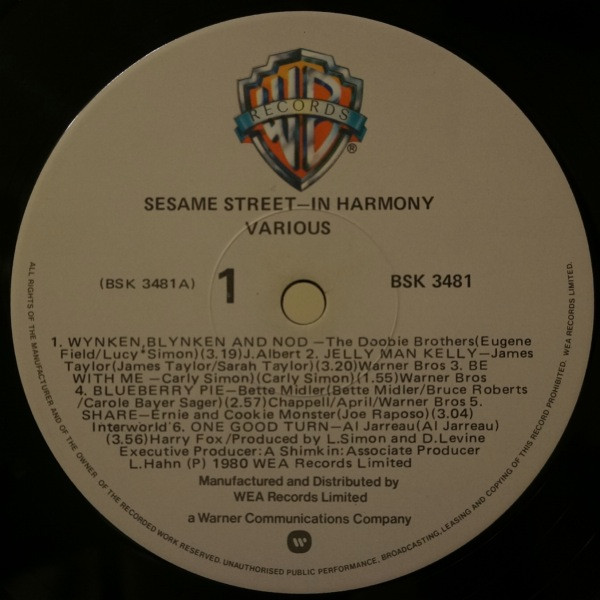 RECORDS
WB
®
SESAME STREET—IN HARMONY
VARIOUS
(BSK 3481A) 1 BSK 3481
1. WYNKEN,BLYNKEN AND NOD —The Doobie Brothers(Eugene
Field/Lucy Simon)(3.19)J.Albert 2. JELLY MAN KELLY—James
Taylor(James Taylor/Sarah Taylor)(3.20)Warner Bros 3. BE
WITH ME —Carly Simon)(Carly Simon)(1.55)Warner Bros
4. BLUEBERRY PIE—Bette Midler(Bette Midler/Bruce Roberts
/Carole Bayer Sager)(2.57)Chappell/April/Warner Bros 5.
SHARE—Ernie and Cookie Monster(Joe Raposo)(3.04)
Interworld 6. ONE GOOD TURN—Al Jarreau(Al Jarreau)
(3.56)Harry Fox/Produced by L.Simon and D.Levine
Executive Producer:A Shimkin:Associate Producer
L.Hahn (P) 1980 WEA Records Limited
Manufactured and Distributed by
WEA Records Limited
a Warner Communications Company
ALL RIGHTS OF THE MANUFACTURER AND OF THE OWNER OF THE RECORDED WORK RESERVED. UNAUTHORISED PUBLIC PERFORMANCE, BROADCASTING, LEASING AND COPYING OF THIS RECORD PROHIBITED. WEA RECORDS LIMITED.